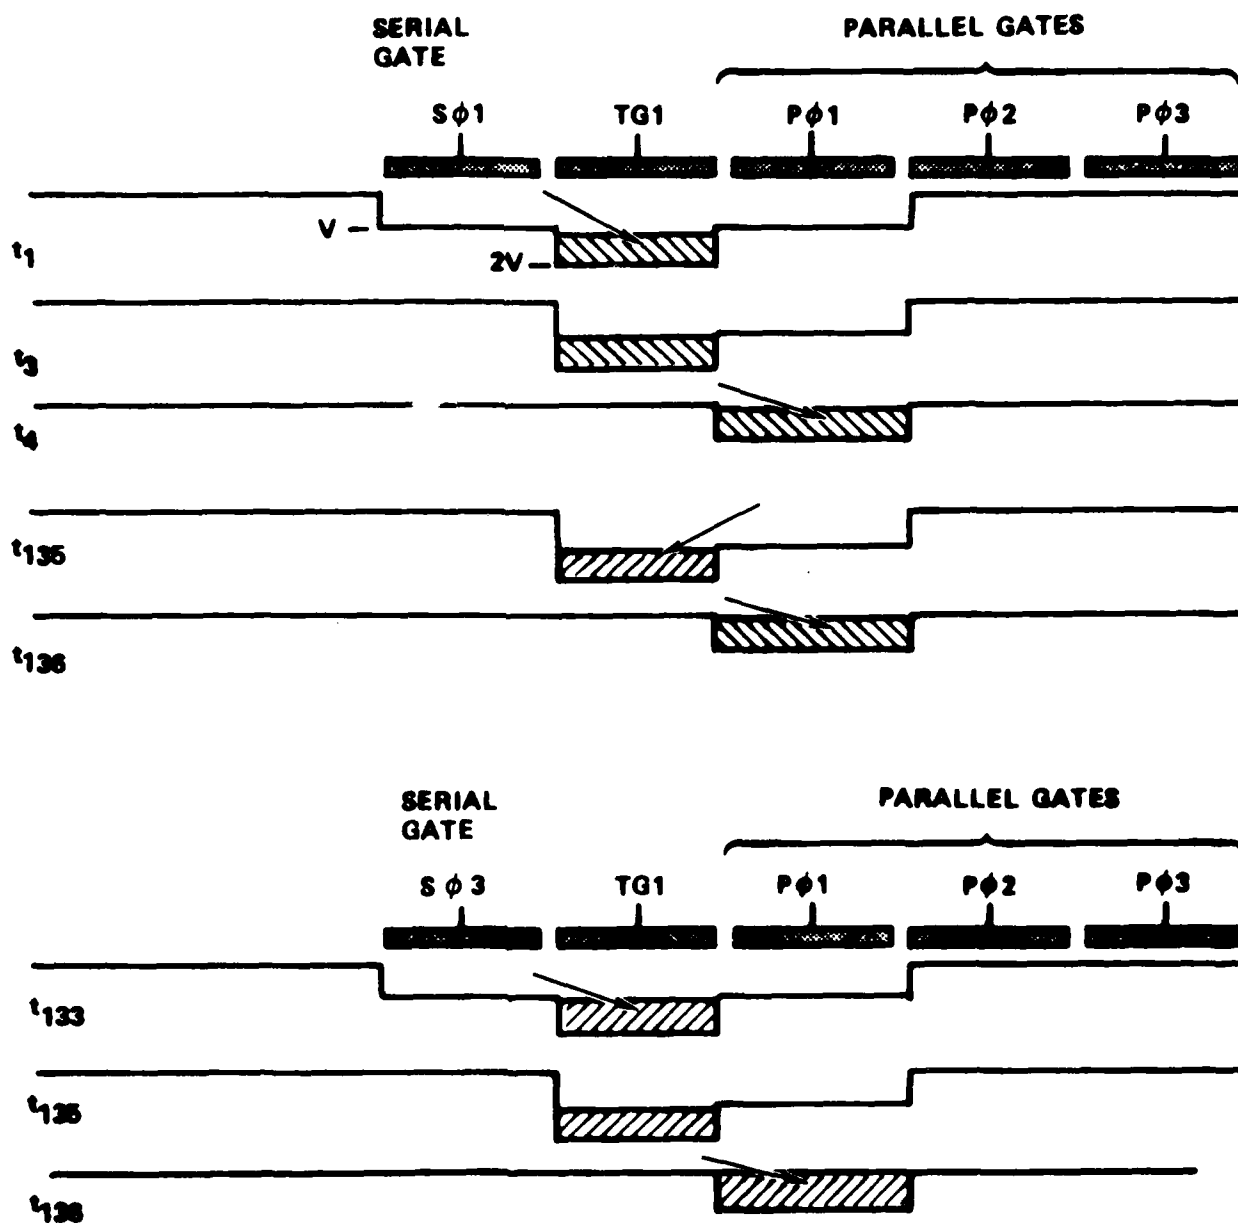 SERIAL
GATE
PARALLEL GATES
Sϕ1
TG1
Pϕ1
Pϕ2
Pϕ3
V
t1
2V
t3
t4
t135
t136
SERIAL
GATE
PARALLEL GATES
Sϕ3
TG1
Pϕ1
Pϕ2
Pϕ3
t133
t135
t136